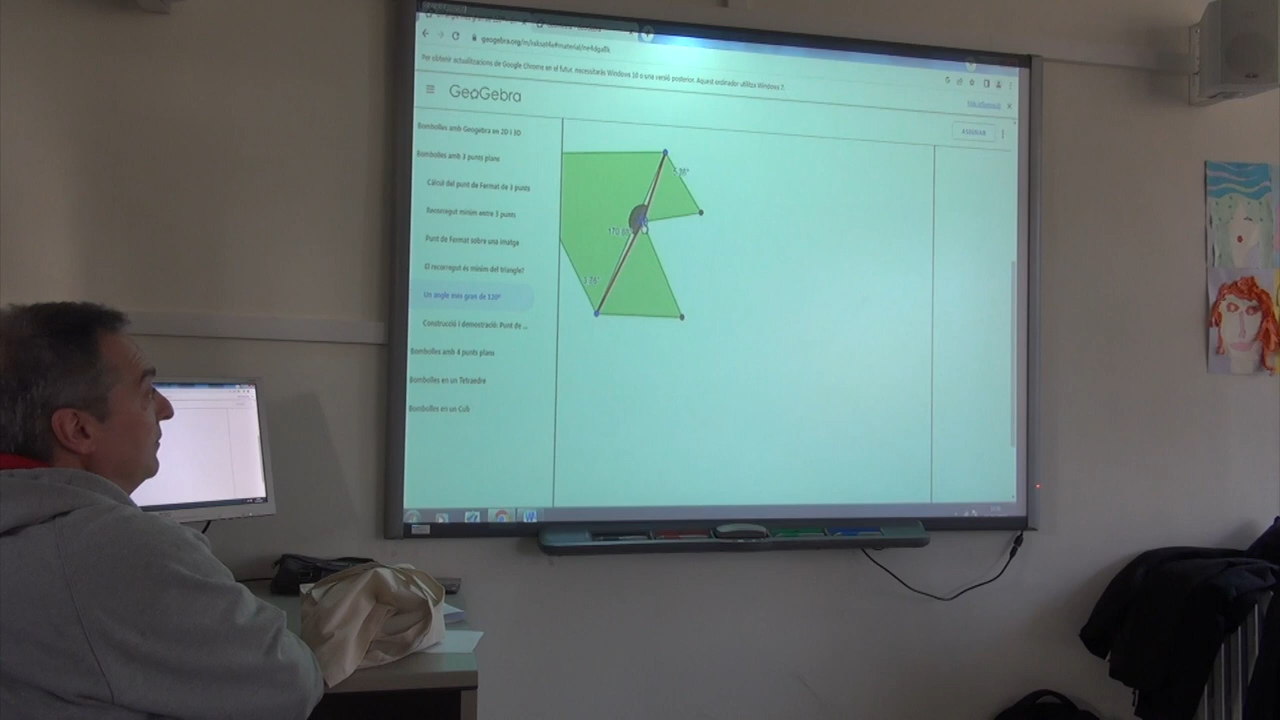 Per obtenir actualitzacions de Google Chrome en el futur, necessitaràs Windows 10 o una versió posterior. Aquest ordinador utilitza Windows 7.
GeoGebra
ASSIGNAR
Bombolles amb Geogebra en 2D i 3D
Bombolles amb 3 punts plans
Càlcul del punt de Fermat de 3 punts
Recorregut mínim entre 3 punts
Punt de Fermat sobre una imatge
El recorregut és mínim del triangle?
Un angle més gran de 120º
Construcció i demostració: Punt de ...
Bombolles amb 4 punts plans
Bombolles en un Tetraedre
Bombolles en un Cub